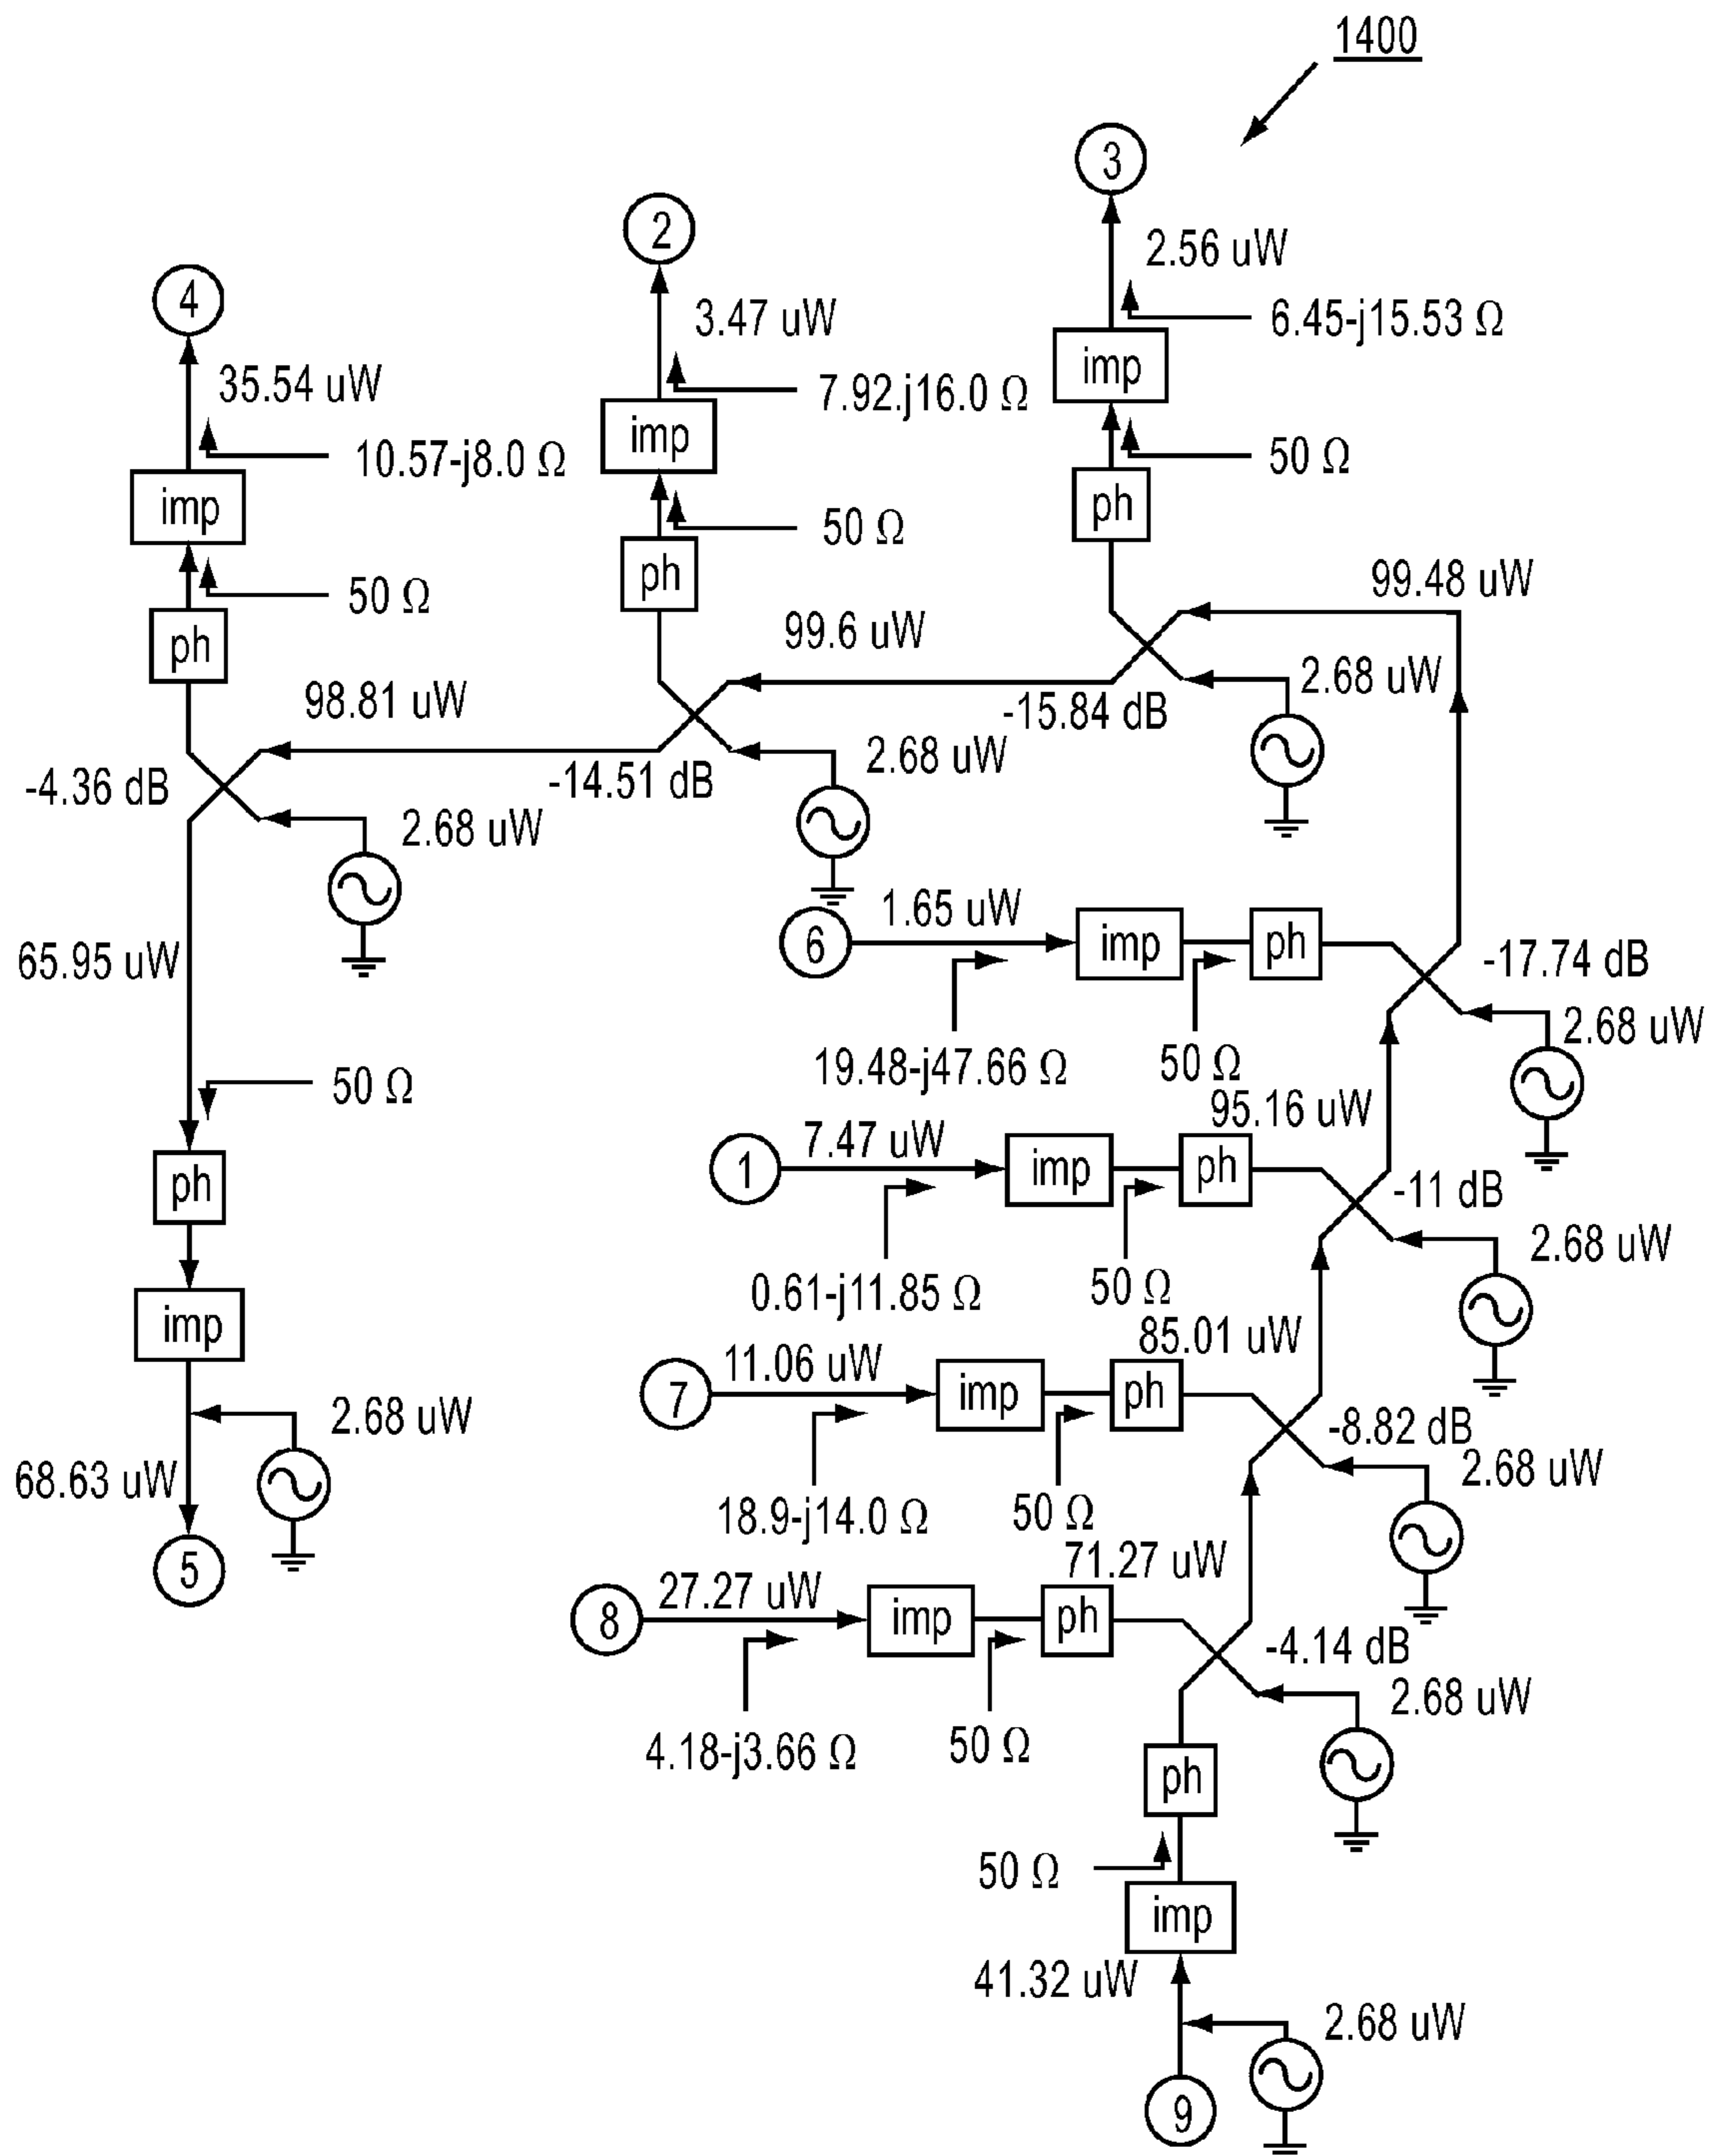 1400
3
2.56 uW
6.45-j15.53 Ω
imp
50 Ω
ph
2
3.47 uW
7.92.j16.0 Ω
imp
50 Ω
ph
4
35.54 uW
10.57-j8.0 Ω
imp
50 Ω
ph
99.48 uW
2.68 uW
-15.84 dB
99.6 uW
2.68 uW
-14.51 dB
98.81 uW
-4.36 dB
2.68 uW
65.95 uW
50 Ω
ph
imp
2.68 uW
68.63 uW
5
6
1.65 uW
imp
ph
-17.74 dB
2.68 uW
19.48-j47.66 Ω
50 Ω
95.16 uW
1
7.47 uW
imp
ph
-11 dB
2.68 uW
0.61-j11.85 Ω
50 Ω
85.01 uW
7
11.06 uW
imp
ph
-8.82 dB
2.68 uW
18.9-j14.0 Ω
50 Ω
71.27 uW
8
27.27 uW
imp
ph
-4.14 dB
2.68 uW
4.18-j3.66 Ω
50 Ω
ph
50 Ω
imp
41.32 uW
2.68 uW
9